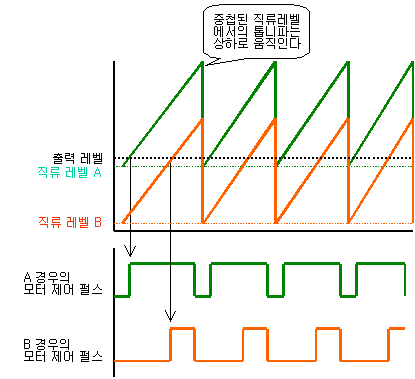 중첩된 직류레벨
에서의 톱니파는
상하로 움직인다
출력 레벨
직류 레벨 A
직류 레벨 B
A 경우의
모터 제어 펄스
B 경우의
모터 제어 펄스